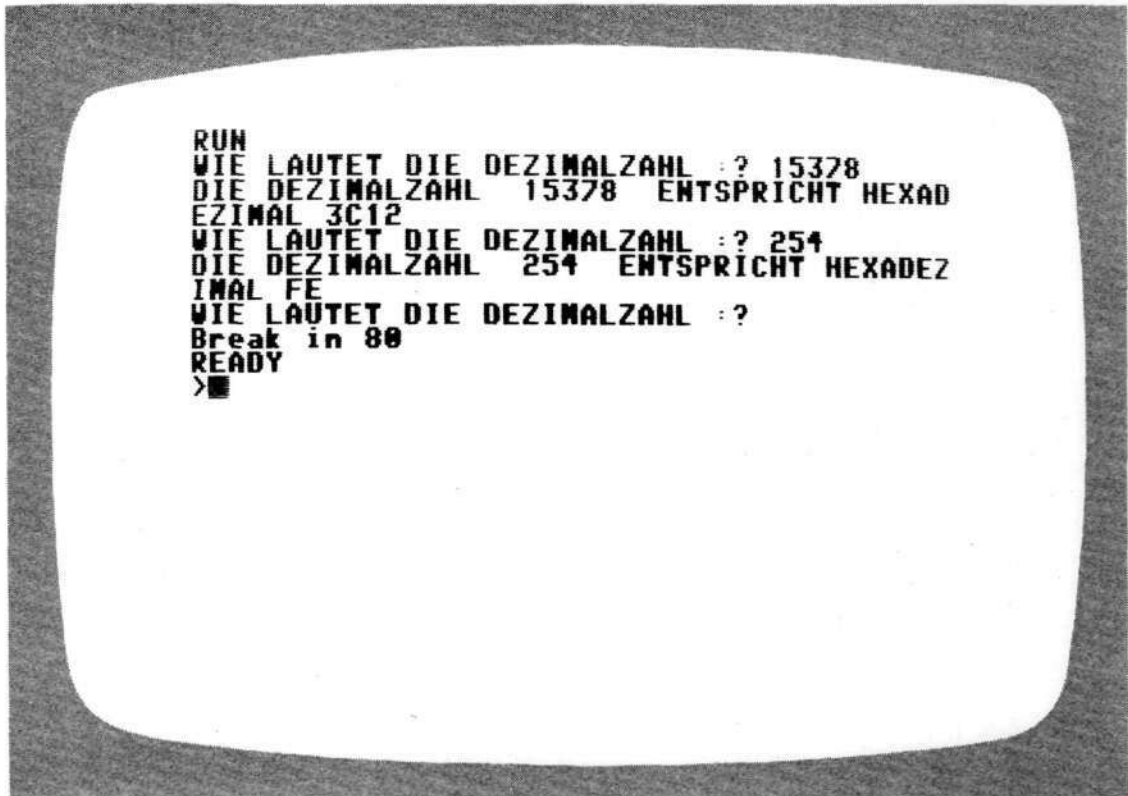 RUN
WIE LAUTET DIE DEZIMALZAHL :? 15378
DIE DEZIMALZAHL  15378  ENTSPRICHT HEXAD
EZIMAL 3C12
WIE LAUTET DIE DEZIMALZAHL :? 254
DIE DEZIMALZAHL  254  ENTSPRICHT HEXADEZ
IMAL FE
WIE LAUTET DIE DEZIMALZAHL :?
Break in 80
READY
>